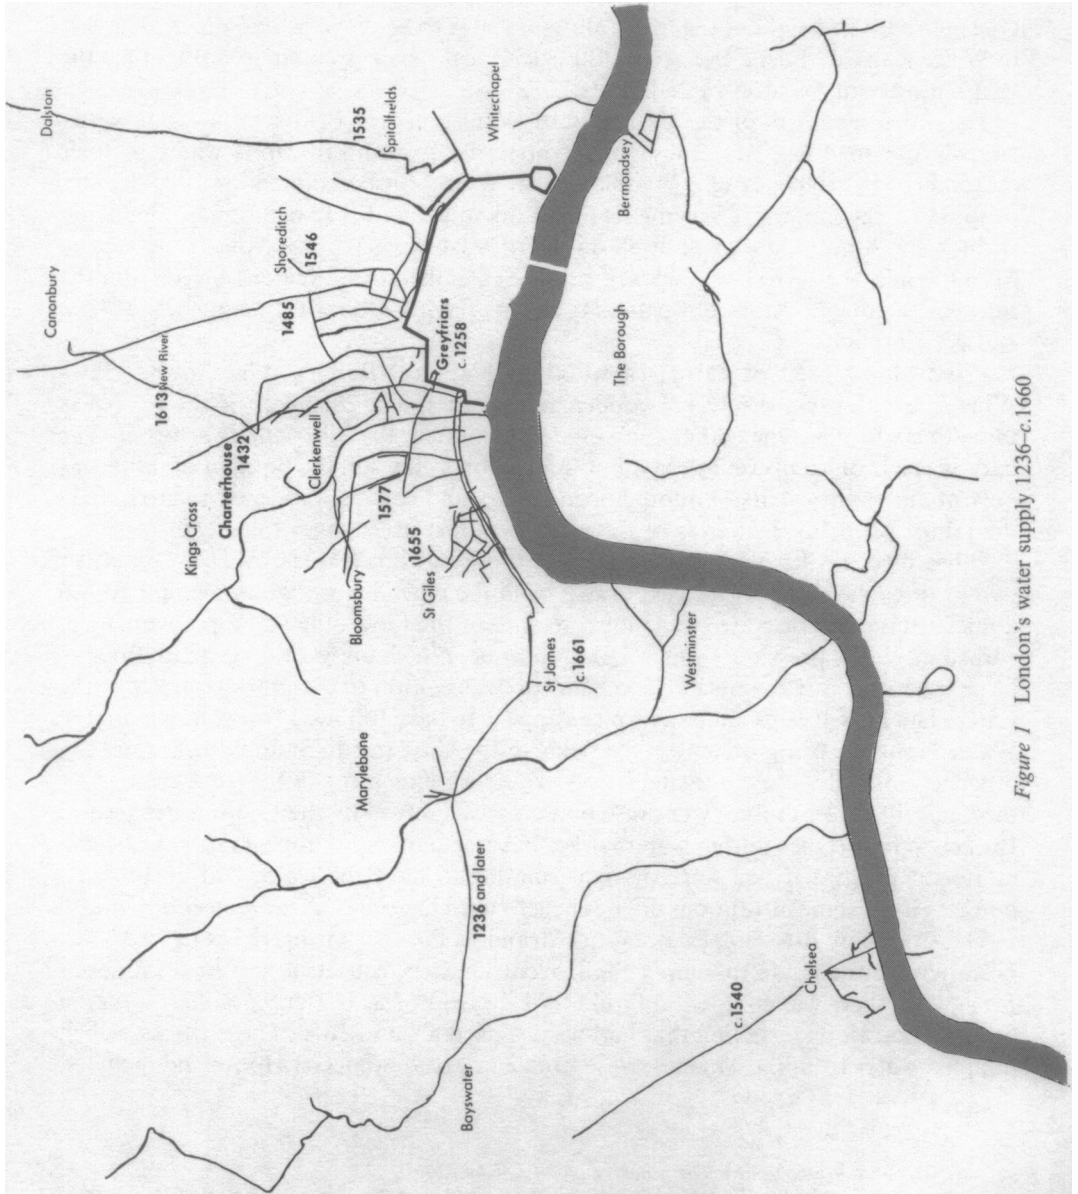 Dalston
1535
Spitalfields
Whitechapel
Shoreditch
1546
Canonbury
1485
1613 New River
Greyfriars
c.1258
Charterhouse
1432
Clerkenwell
Kings Cross
1577
1655
St Giles
Bloomsbury
Bermondsey
The Borough
St James
c.1661
Westminster
Marylebone
1236 and later
Bayswater
c.1540
Chelsea
Figure 1 London's water supply 1236–c.1660